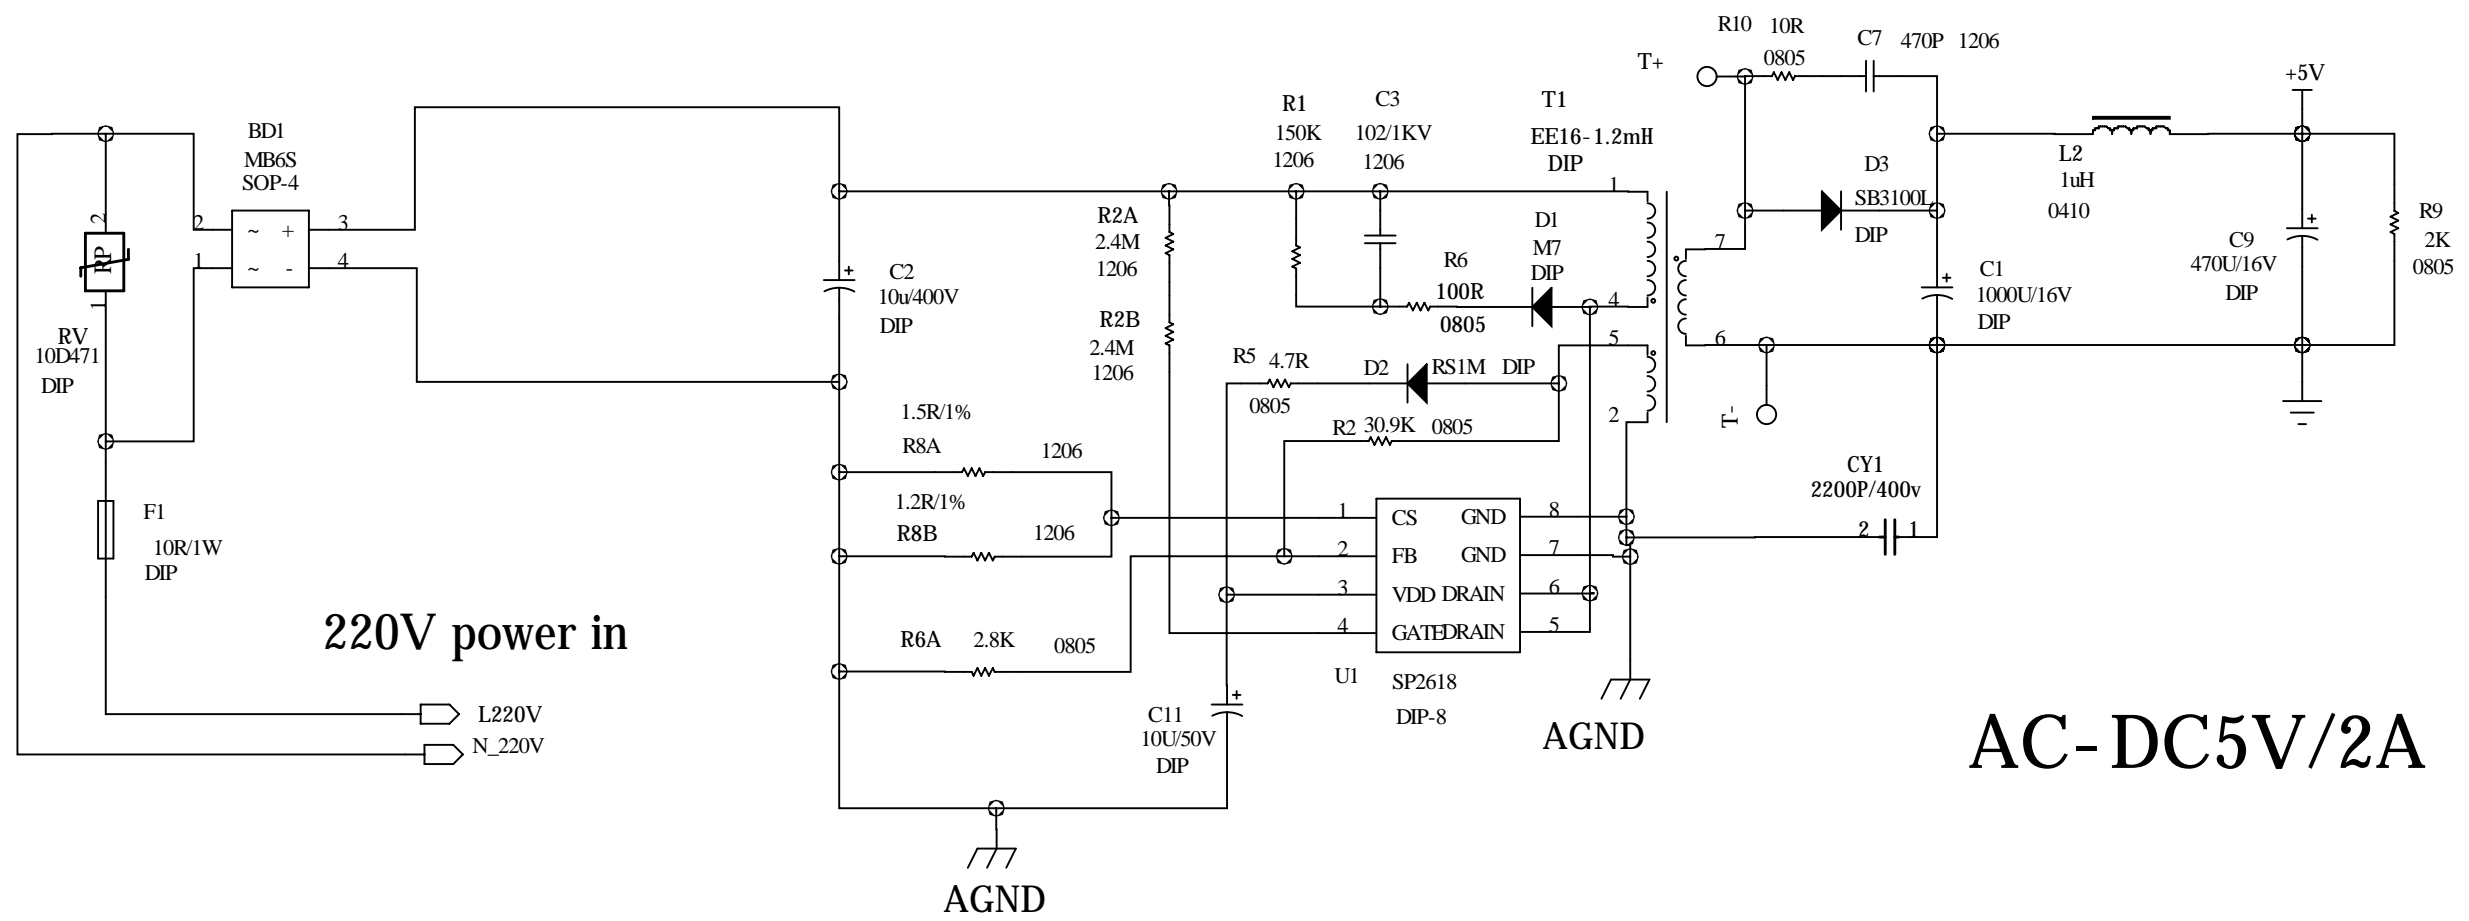 R10 10R
0805
C7 470P 1206
T+
+5V
BD1
MB6S
SOP-4
2
1
~ +
~ -
3
4
2
RP
1
RV
10D471
DIP
F1
10R/1W
DIP
220V power in
L220V
N_220V
C2
10u/400V
DIP
R1
150K
1206
C3
102/1KV
1206
T1
EE16-1.2mH
DIP
1
4
5
2
7
6
R2A
2.4M
1206
R2B
2.4M
1206
D1
M7
DIP
R6
100R
0805
R5 4.7R
0805
D2 RS1M DIP
R2 30.9K 0805
1.5R/1%
R8A 1206
1.2R/1%
R8B 1206
R6A 2.8K 0805
1 CS GND 8
2 FB GND 7
3 VDD DRAIN 6
4 GATE DRAIN 5
U1 SP2618
DIP-8
C11
10U/50V
DIP
AGND
AGND
D3
SB3100L
DIP
L2
1uH
0410
C1
1000U/16V
DIP
C9
470U/16V
DIP
R9
2K
0805
T-
CY1
2200P/400v
2 1
AC-DC5V/2A